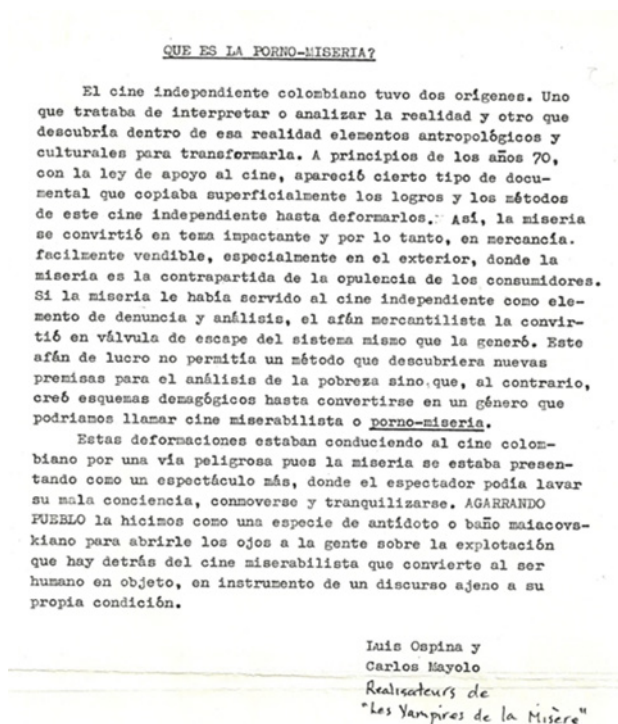 QUE ES LA PORNO-MISERIA?
El cine independiente colombiano tuvo dos orígenes. Uno
que trataba de interpretar o analizar la realidad y otro que
descubría dentro de esa realidad elementos antropológicos y
culturales para transformarla. A principios de los años 70,
con la ley de apoyo al cine, apareció cierto tipo de docu-
mental que copiaba superficialmente los logros y los métodos
de este cine independiente hasta deformarlos. Así, la miseria
se convirtió en tema impactante y por lo tanto, en mercancía.
facilmente vendible, especialmente en el exterior, donde la
miseria es la contrapartida de la opulencia de los consumidores.
Si la miseria le había servido al cine independiente como ele-
mento de denuncia y análisis, el afán mercantilista la convir-
tió en válvula de escape del sistema mismo que la generó. Este
afán de lucro no permitía un método que descubriera nuevas
premisas para el análisis de la pobreza sino que, al contrario,
creó esquemas demagógicos hasta convertirse en un género que
podríamos llamar cine miserabilista o porno-miseria.
Estas deformaciones estaban conduciendo al cine colom-
biano por una vía peligrosa pues la miseria se estaba presen-
tando como un espectáculo más, donde el espectador podía lavar
su mala conciencia, conmoverse y tranquilizarse. AGARRANDO
PUEBLO la hicimos como una especie de antídoto o baño maiacovs-
kiano para abrirle los ojos a la gente sobre la explotación
que hay detrás del cine miserabilista que convierte al ser
humano en objeto, en instrumento de un discurso ajeno a su
propia condición.
Luis Ospina y
Carlos Mayolo
Realisateurs de
"Les Vampires de la Misère"